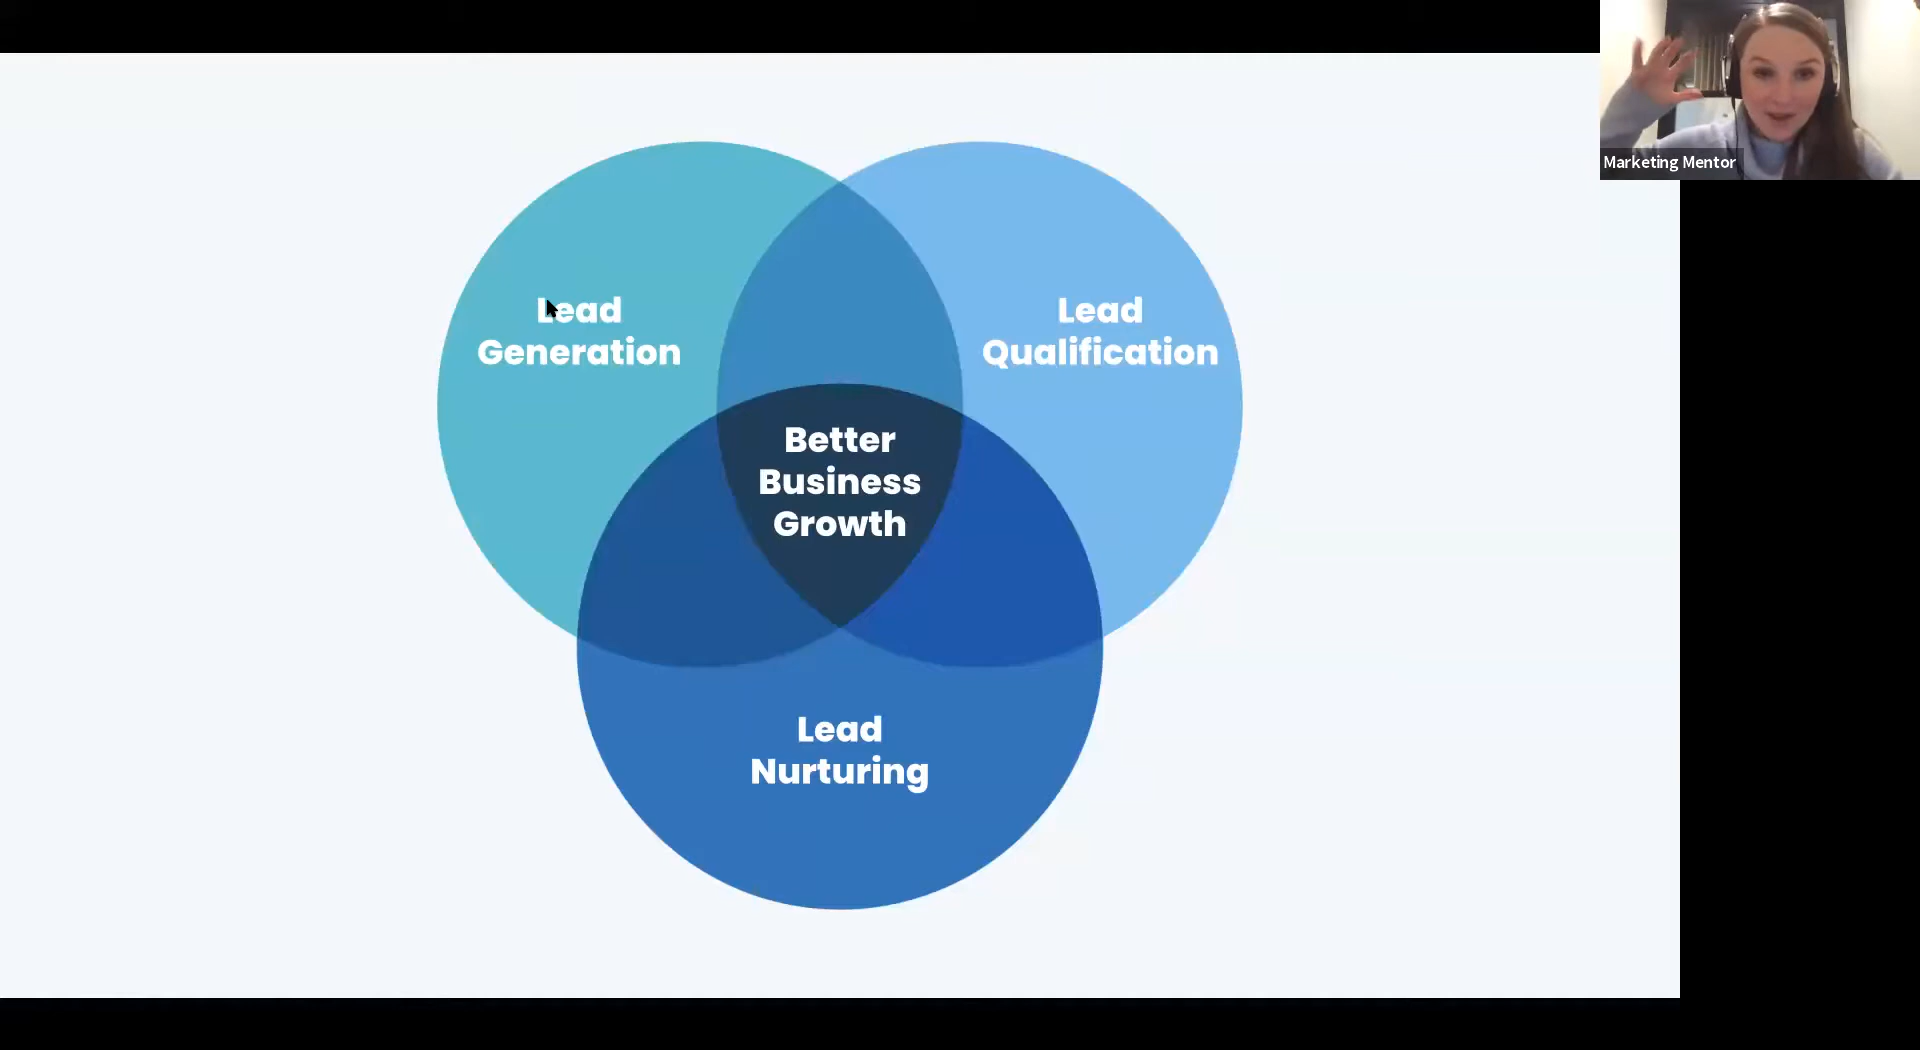 Marketing Mentor
Lead
Generation
Lead
Qualification
Better
Business
Growth
Lead
Nurturing